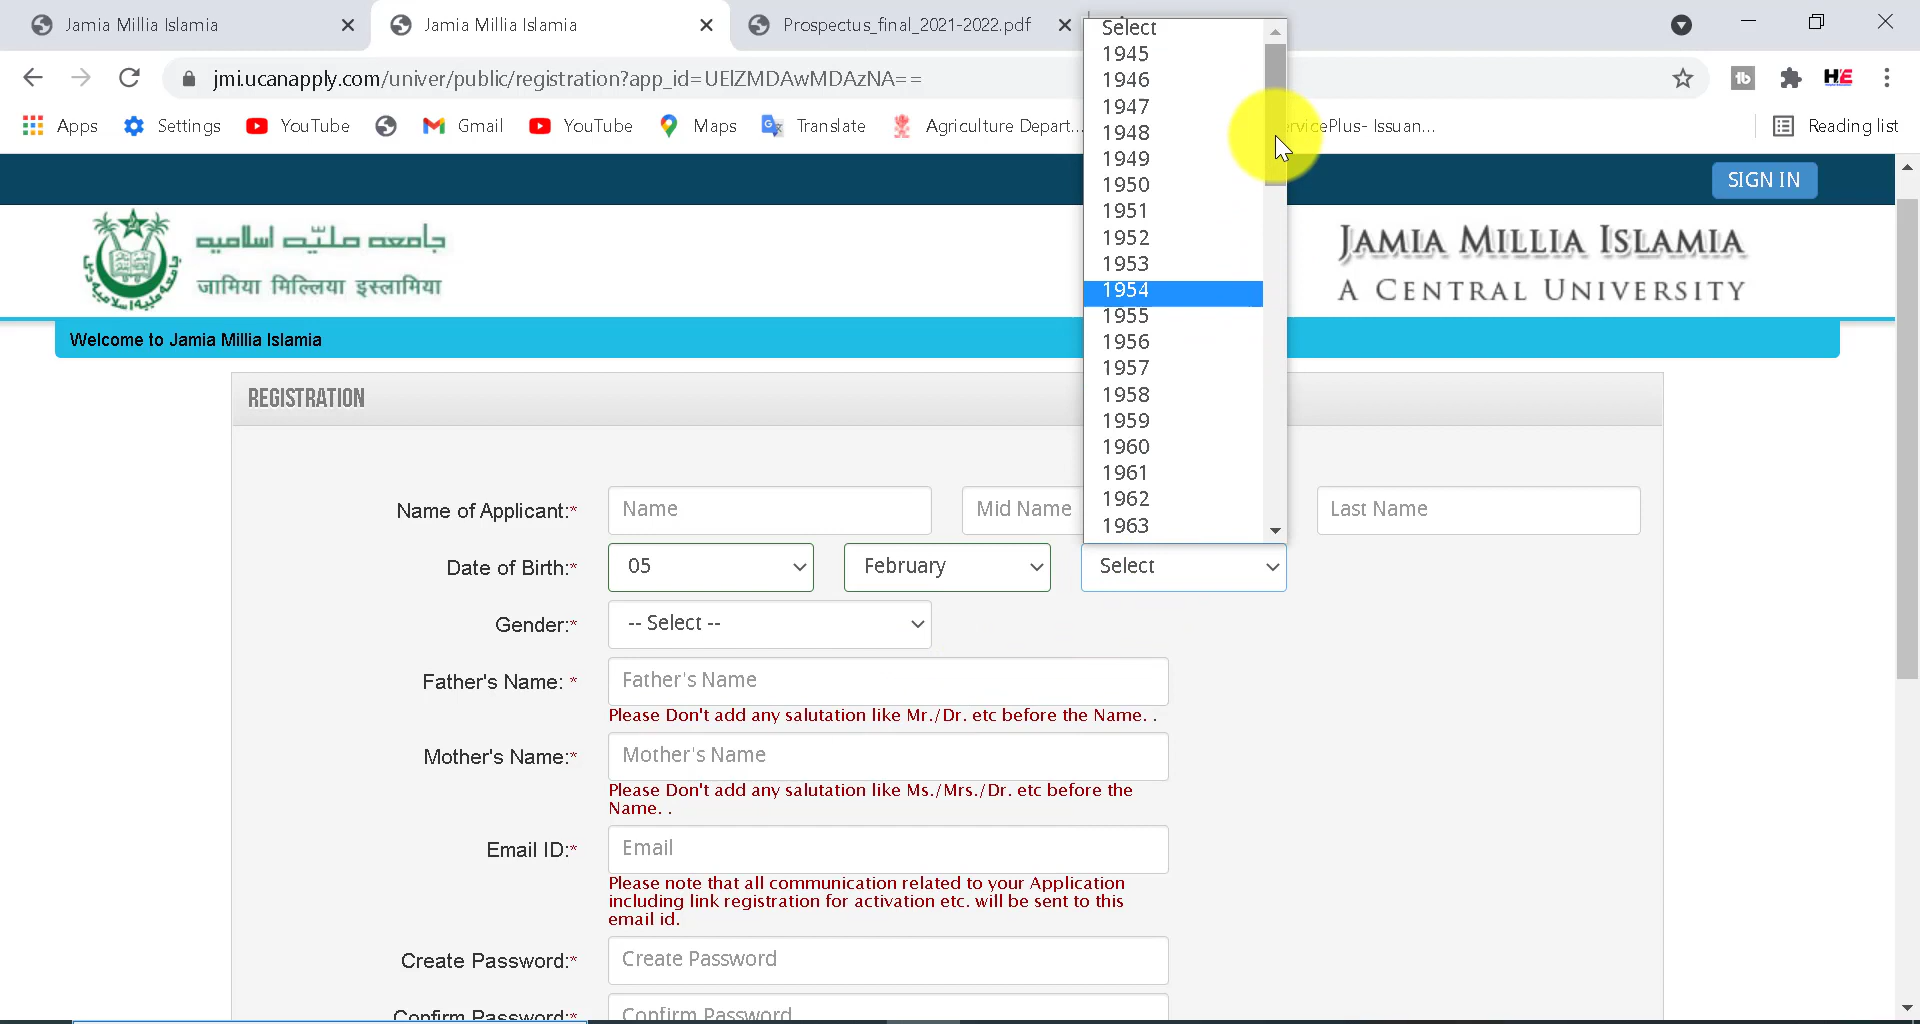 Jamia Millia Islamia
Jamia Millia Islamia
Prospectus_final_2021-2022.pdf
jmi.ucanapply.com/univer/public/registration?app_id=UElZMDAwMDAzNA==
Apps
Settings
YouTube
Gmail
YouTube
Maps
Translate
Agriculture Depart...
ervicePlus- Issuan...
Reading list
SIGN IN
جامعہ ملیّہ اسلامیہ
जामिया मिल्लिया इस्लामिया
JAMIA MILLIA ISLAMIA
A CENTRAL UNIVERSITY
Welcome to Jamia Millia Islamia
REGISTRATION
Select
1945
1946
1947
1948
1949
1950
1951
1952
1953
1954
1955
1956
1957
1958
1959
1960
1961
1962
1963
Name of Applicant:* Name Mid Name Last Name
Date of Birth:* 05 February Select
Gender:* -- Select --
Father's Name: * Father's Name
Please Don't add any salutation like Mr./Dr. etc before the Name. .
Mother's Name:* Mother's Name
Please Don't add any salutation like Ms./Mrs./Dr. etc before the
Name. .
Email ID:* Email
Please note that all communication related to your Application
including link registration for activation etc. will be sent to this
email id.
Create Password:* Create Password
Confirm Password:* Confirm Password